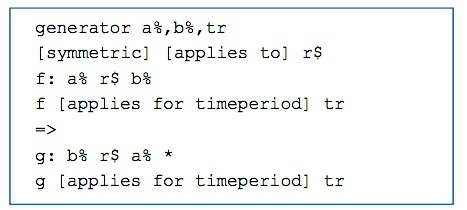 generator a%,b%,tr
[symmetric] [applies to] r$
f: a% r$ b%
f [applies for timeperiod] tr
=>
g: b% r$ a% *
g [applies for timeperiod] tr